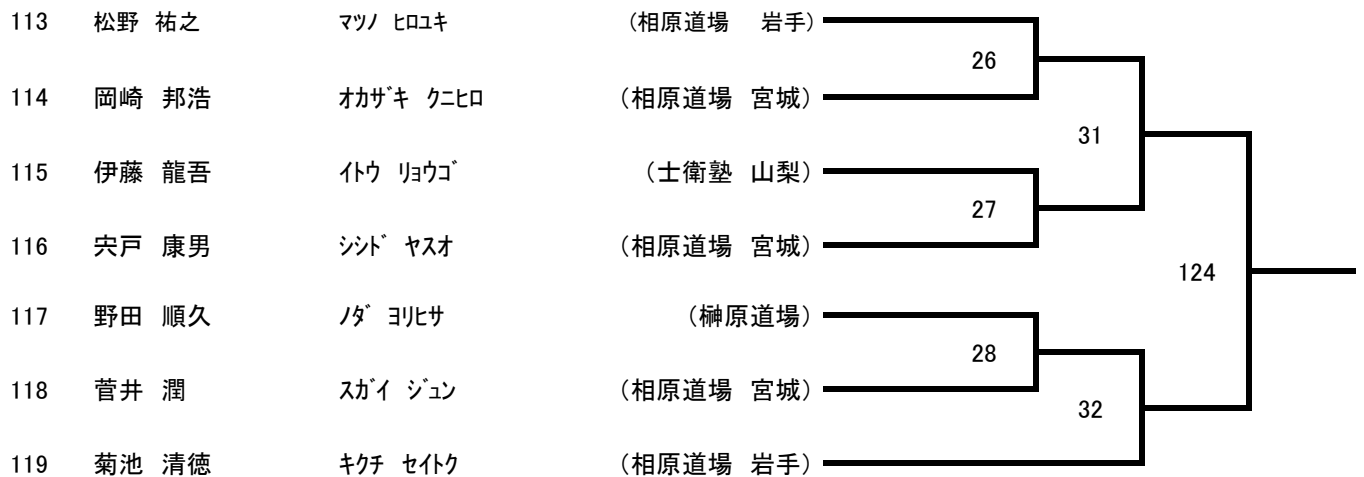 113 松野 祐之 ﾏﾂﾉ ﾋﾛﾕｷ (相原道場 岩手)
26
114 岡崎 邦浩 ｵｶｻﾞｷ ｸﾆﾋﾛ (相原道場 宮城)
31
115 伊藤 龍吾 ｲﾄｳ ﾘｮｳｺﾞ (士衛塾 山梨)
27
116 宍戸 康男 ｼｼﾄﾞ ﾔｽｵ (相原道場 宮城)
124
117 野田 順久 ﾉﾀﾞ ﾖﾘﾋｻ (榊原道場)
28
118 菅井 潤 ｽｶﾞｲ ｼﾞｭﾝ (相原道場 宮城)
32
119 菊池 清徳 ｷｸﾁ ｾｲﾄｸ (相原道場 岩手)